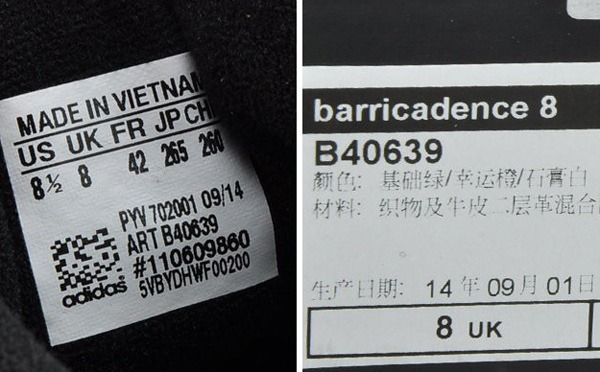 MADE IN VIETNAM
US UK FR JP CH
8½ 8 42 265 260
PYV 702001 09/14
ART B40639
#110609860
5VBYDHWF00200
adidas
barricadence 8
B40639
顏色: 基础绿/幸运橙/石膏白
材料: 织物及牛皮二层革混合
生产日期: 14 年 09 月 01 日
8 UK